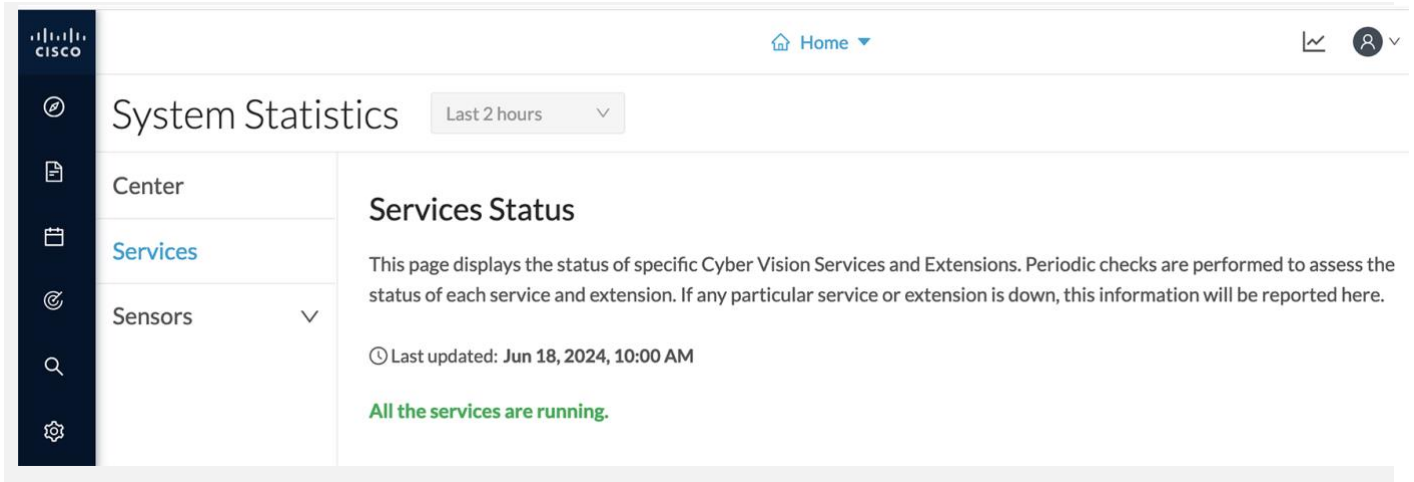 CISCO
Home
System Statistics
Last 2 hours
Center
Services
Sensors
Services Status
This page displays the status of specific Cyber Vision Services and Extensions. Periodic checks are performed to assess the
status of each service and extension. If any particular service or extension is down, this information will be reported here.
Last updated: Jun 18, 2024, 10:00 AM
All the services are running.